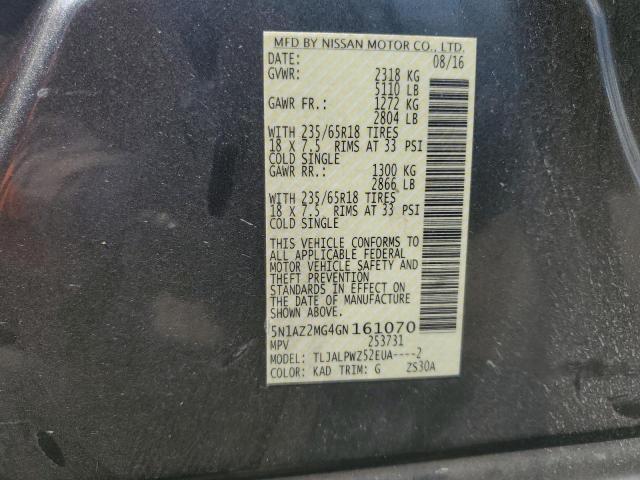 MFD BY NISSAN MOTOR CO., LTD.
DATE: 08/16
GVWR: 2318 KG
5110 LB
GAWR FR.: 1272 KG
2804 LB
WITH 235/65R18 TIRES
18 X 7.5 RIMS AT 33 PSI
COLD SINGLE
GAWR RR.: 1300 KG
2866 LB
WITH 235/65R18 TIRES
18 X 7.5 RIMS AT 33 PSI
COLD SINGLE
THIS VEHICLE CONFORMS TO
ALL APPLICABLE FEDERAL
MOTOR VEHICLE SAFETY AND
THEFT PREVENTION
STANDARDS IN EFFECT ON
THE DATE OF MANUFACTURE
SHOWN ABOVE.
5N1AZ2MG4GN161070
MPV 253731
MODEL: TLJALPWZ52EUA----2
COLOR: KAD TRIM: G ZS30A